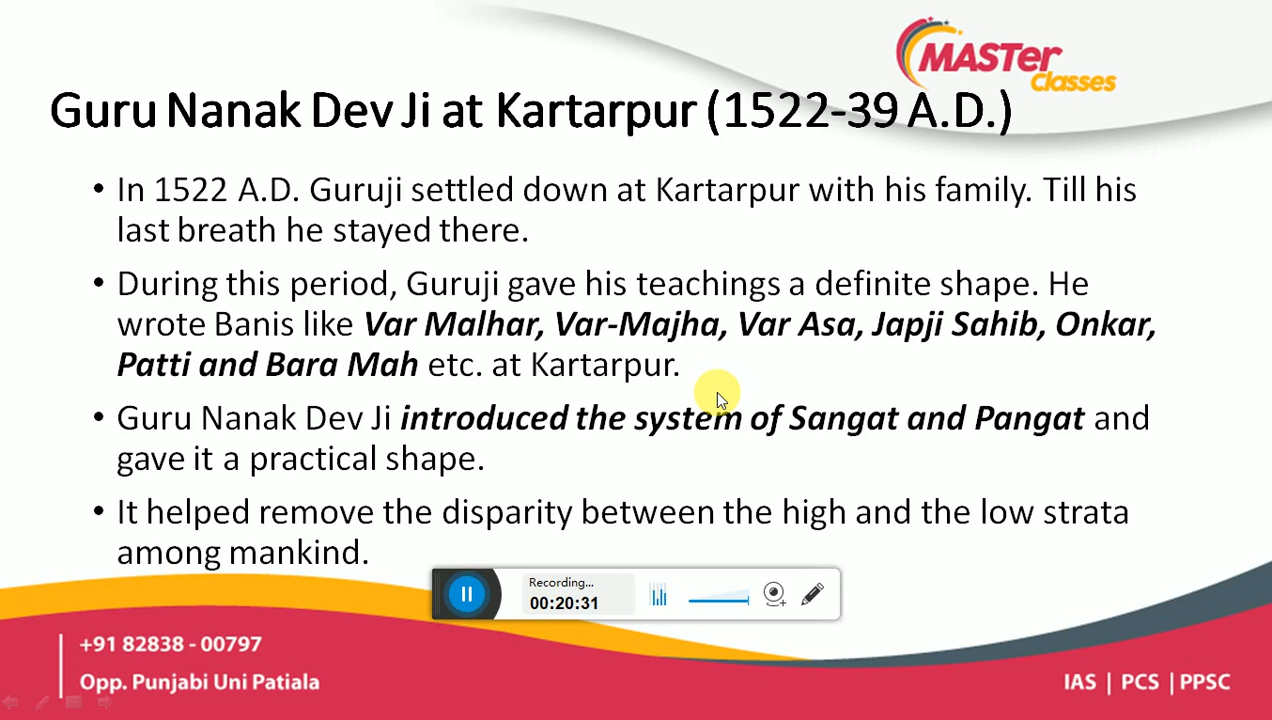 MASTer
Classes
Guru Nanak Dev Ji at Kartarpur (1522-39 A.D.)
• In 1522 A.D. Guruji settled down at Kartarpur with his family. Till his
last breath he stayed there.
• During this period, Guruji gave his teachings a definite shape. He
wrote Banis like Var Malhar, Var-Majha, Var Asa, Japji Sahib, Onkar,
Patti and Bara Mah etc. at Kartarpur.
• Guru Nanak Dev Ji introduced the system of Sangat and Pangat and
gave it a practical shape.
• It helped remove the disparity between the high and the low strata
among mankind.
Recording...
00:20:31
+91 82838 - 00797
Opp. Punjabi Uni Patiala
IAS | PCS | PPSC